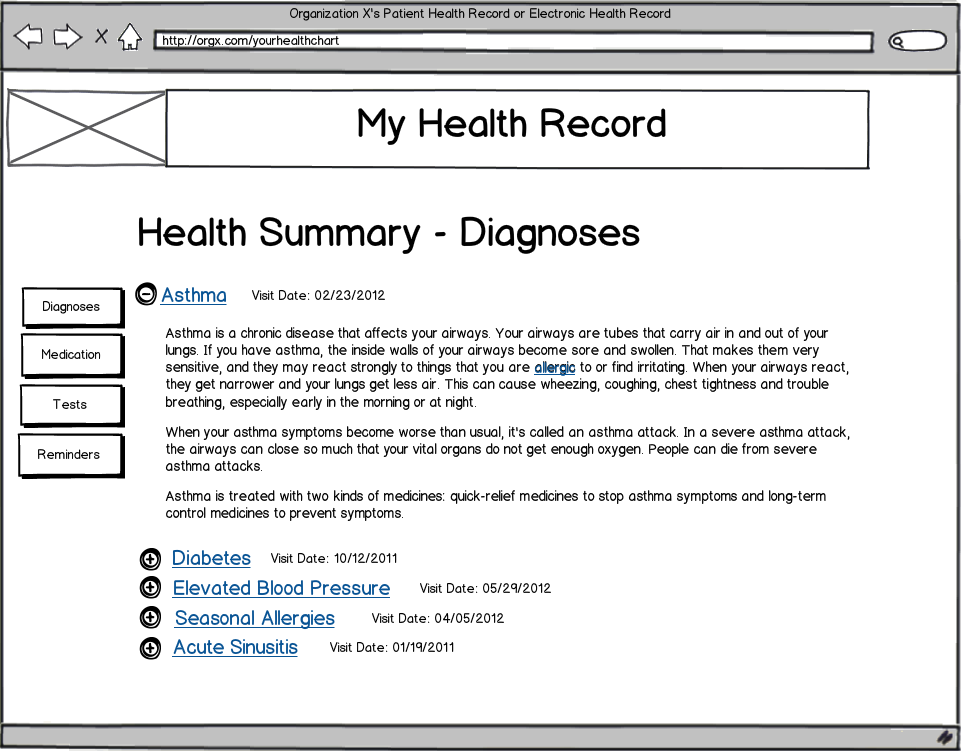 Organization X's Patient Health Record or Electronic Health Record
http://orgx.com/yourhealthchart
My Health Record
Health Summary - Diagnoses
Diagnoses
Medication
Tests
Reminders
Asthma Visit Date: 02/23/2012
Asthma is a chronic disease that affects your airways. Your airways are tubes that carry air in and out of your
lungs. If you have asthma, the inside walls of your airways become sore and swollen. That makes them very
sensitive, and they may react strongly to things that you are allergic to or find irritating. When your airways react,
they get narrower and your lungs get less air. This can cause wheezing, coughing, chest tightness and trouble
breathing, especially early in the morning or at night.
When your asthma symptoms become worse than usual, it's called an asthma attack. In a severe asthma attack,
the airways can close so much that your vital organs do not get enough oxygen. People can die from severe
asthma attacks.
Asthma is treated with two kinds of medicines: quick-relief medicines to stop asthma symptoms and long-term
control medicines to prevent symptoms.
Diabetes Visit Date: 10/12/2011
Elevated Blood Pressure Visit Date: 05/29/2012
Seasonal Allergies Visit Date: 04/05/2012
Acute Sinusitis Visit Date: 01/19/2011